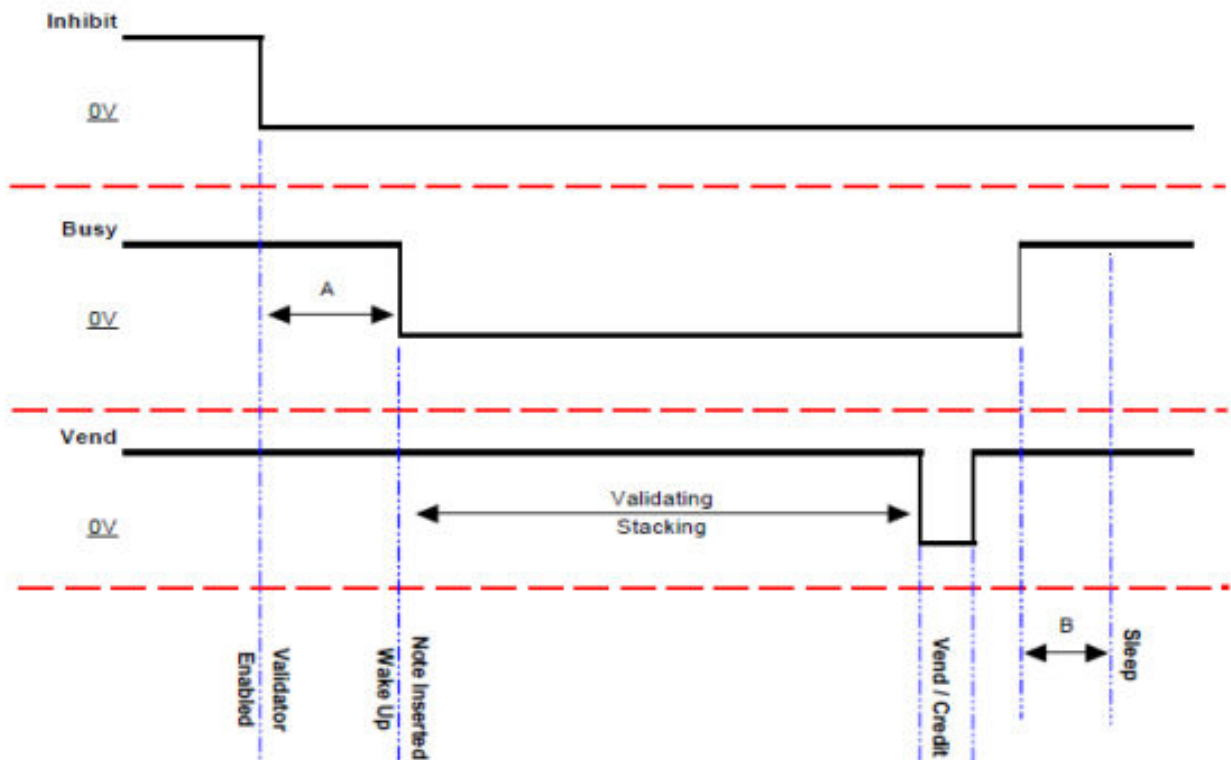 Inhibit
0V
Busy
A
0V
Vend
Validating
Stacking
0V
Validator
Enabled
Note Inserted
Wake Up
Vend / Credit
B
Sleep